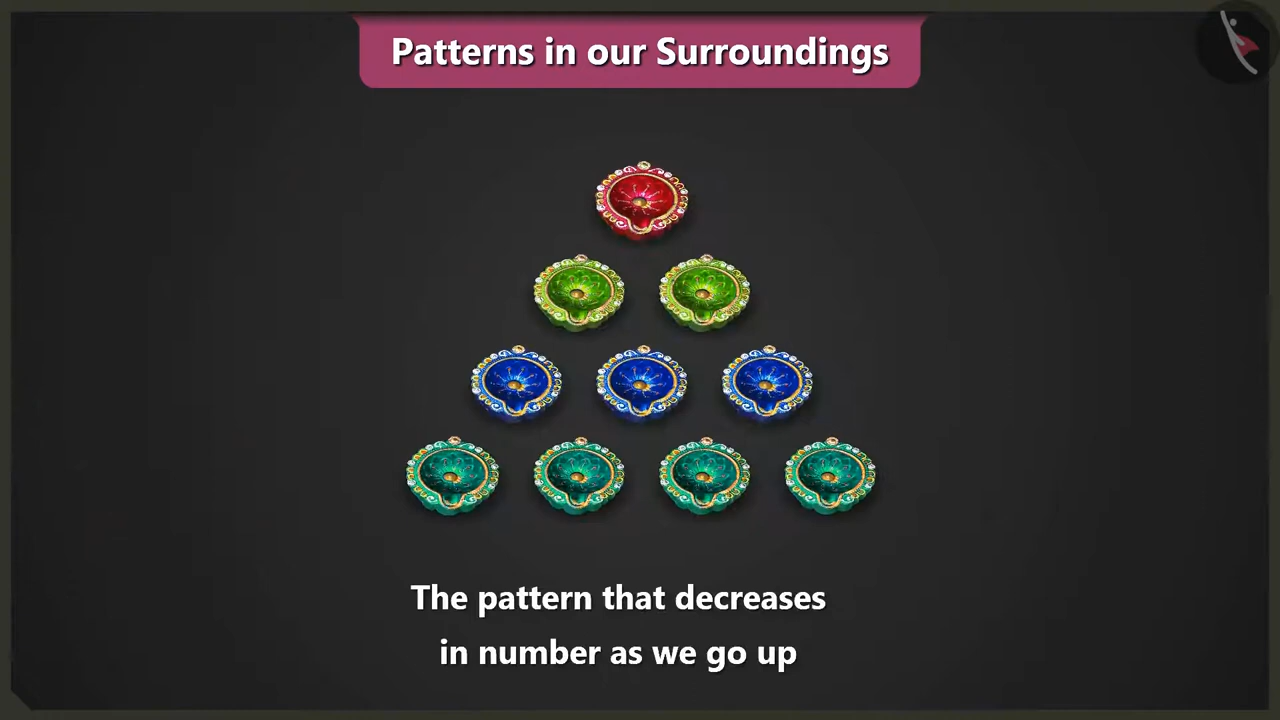 Patterns in our Surroundings
The pattern that decreases
in number as we go up